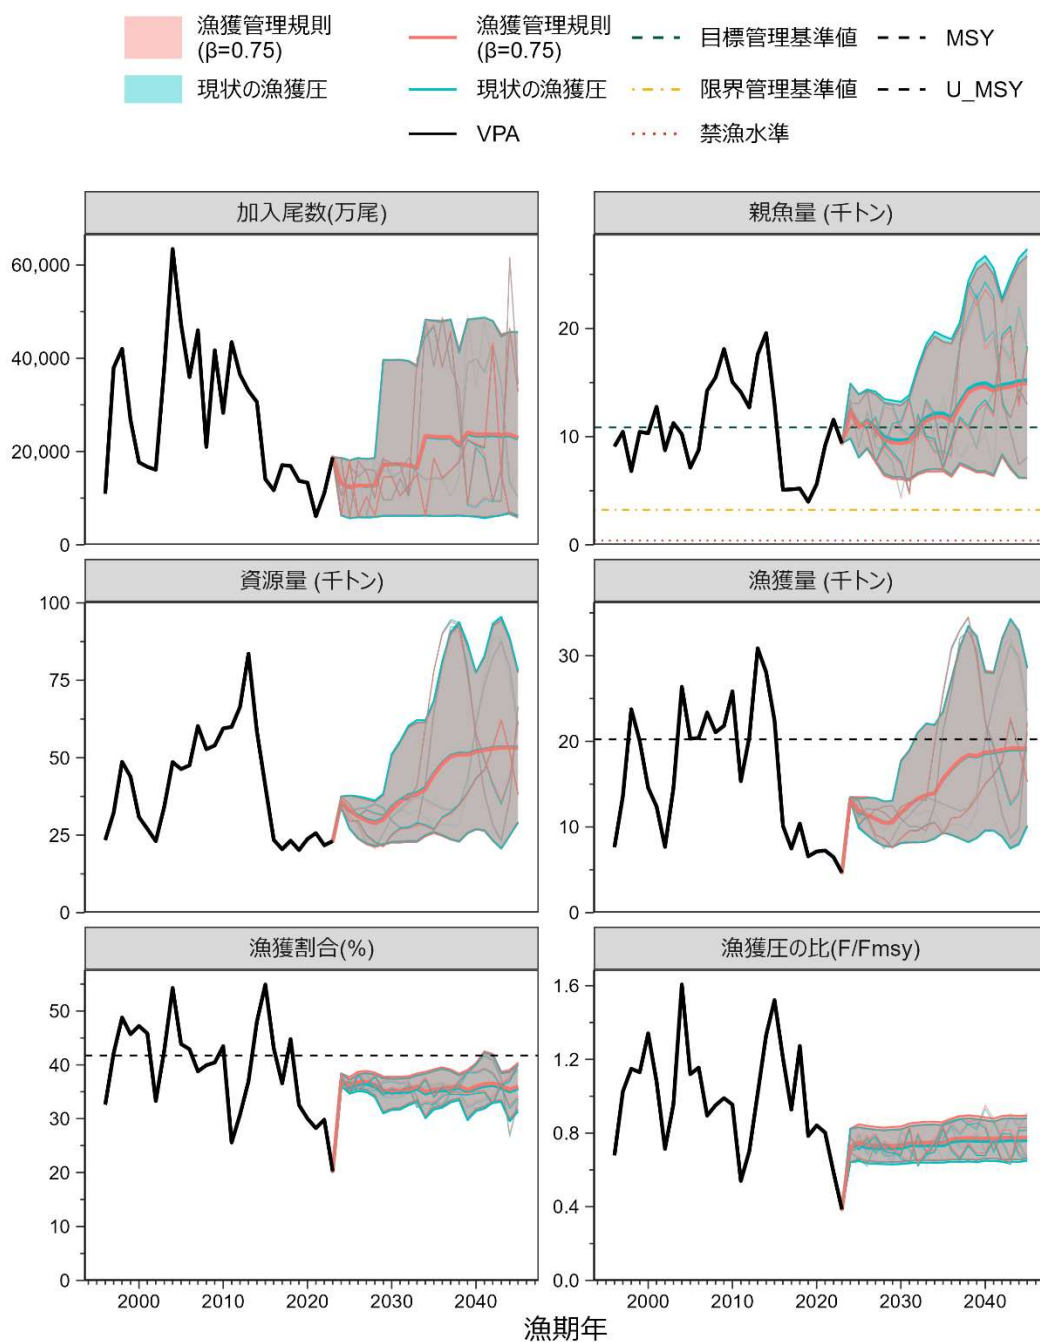 漁獲管理規則
(β=0.75)
漁獲管理規則
(β=0.75)
目標管理基準値
MSY
現状の漁獲圧
現状の漁獲圧
限界管理基準値
U_MSY
VPA
禁漁水準
加入尾数(万尾)
60,000
40,000
20,000
0
親魚量 (千トン)
20
10
0
資源量 (千トン)
100
75
50
25
0
漁獲量 (千トン)
30
20
10
0
漁獲割合(%)
50
40
30
20
10
0
2000
2010
2020
2030
2040
漁獲圧の比(F/Fmsy)
1.6
1.2
0.8
0.4
0.0
2000
2010
2020
2030
2040
漁期年